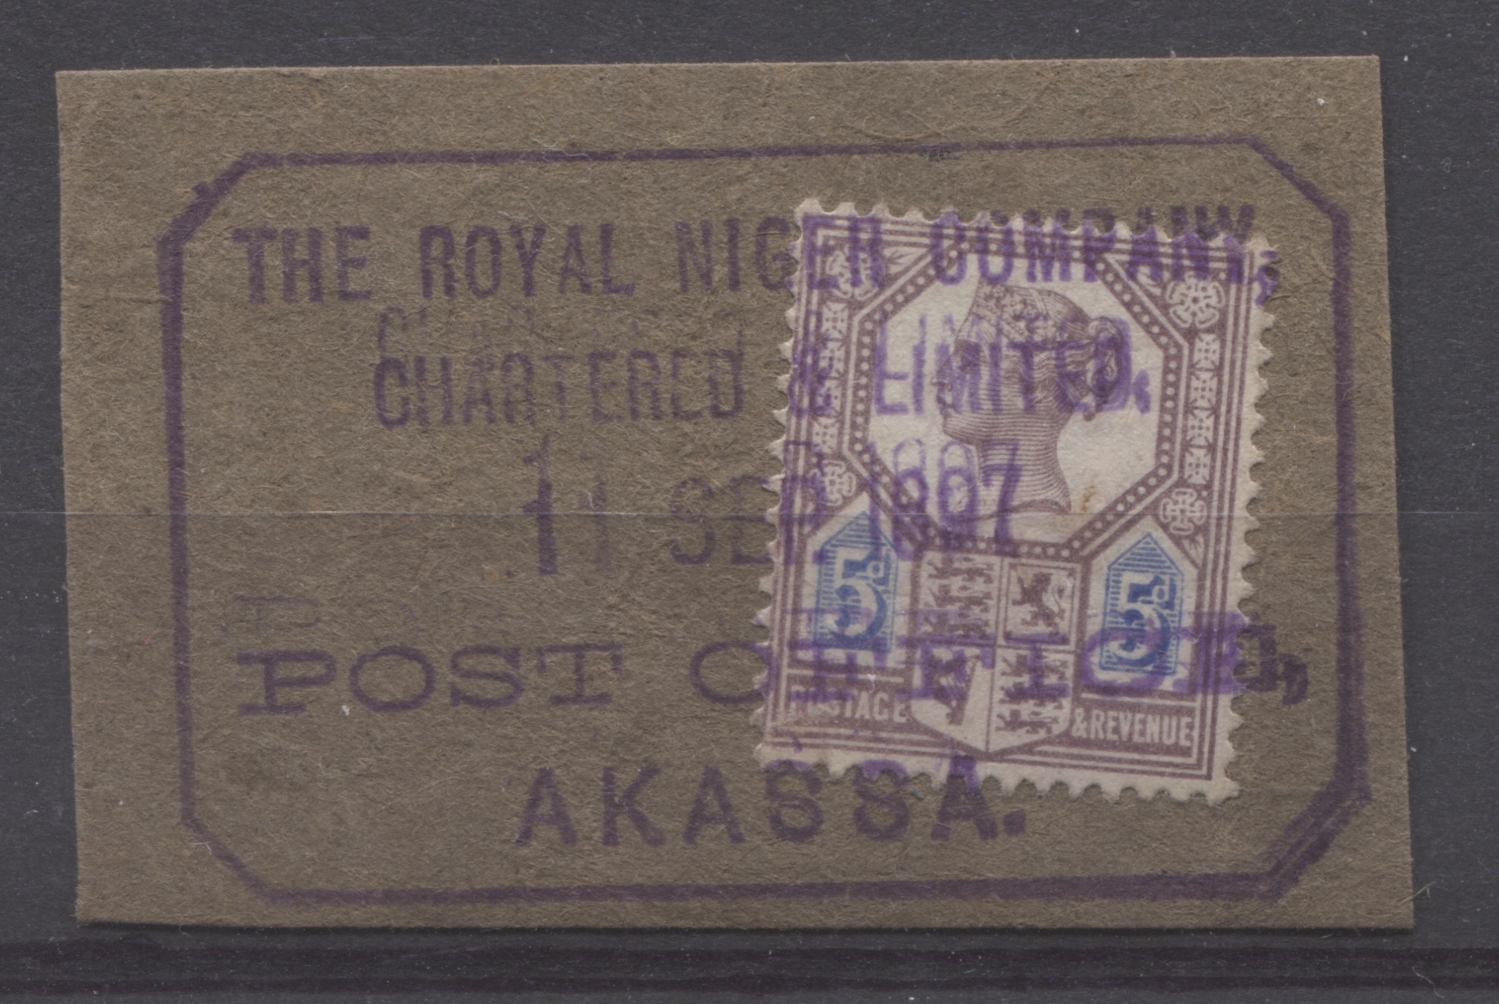 THE ROYAL NIGER COMPANY,
CHARTERED & LIMITED.
11 SEP. 1897
POST OFFICE,
AKASSA.
5d 5d
POSTAGE & REVENUE